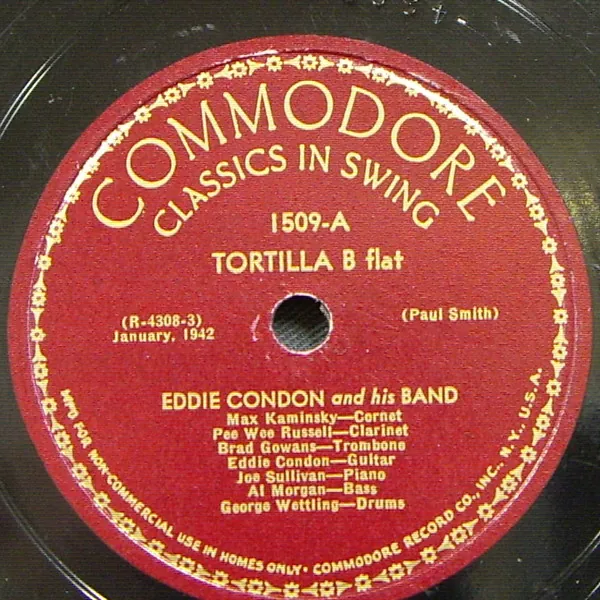 COMMODORE
CLASSICS IN SWING
1509-A
TORTILLA B flat
(R-4308-3)
January, 1942
(Paul Smith)
EDDIE CONDON and his BAND
Max Kaminsky—Cornet
Pee Wee Russell—Clarinet
Brad Gowans—Trombone
Eddie Condon—Guitar
Joe Sullivan—Piano
Al Morgan—Bass
George Wettling—Drums
MFG FOR NON-COMMERCIAL USE IN HOMES ONLY • COMMODORE RECORD CO., INC., N.Y., U.S.A.